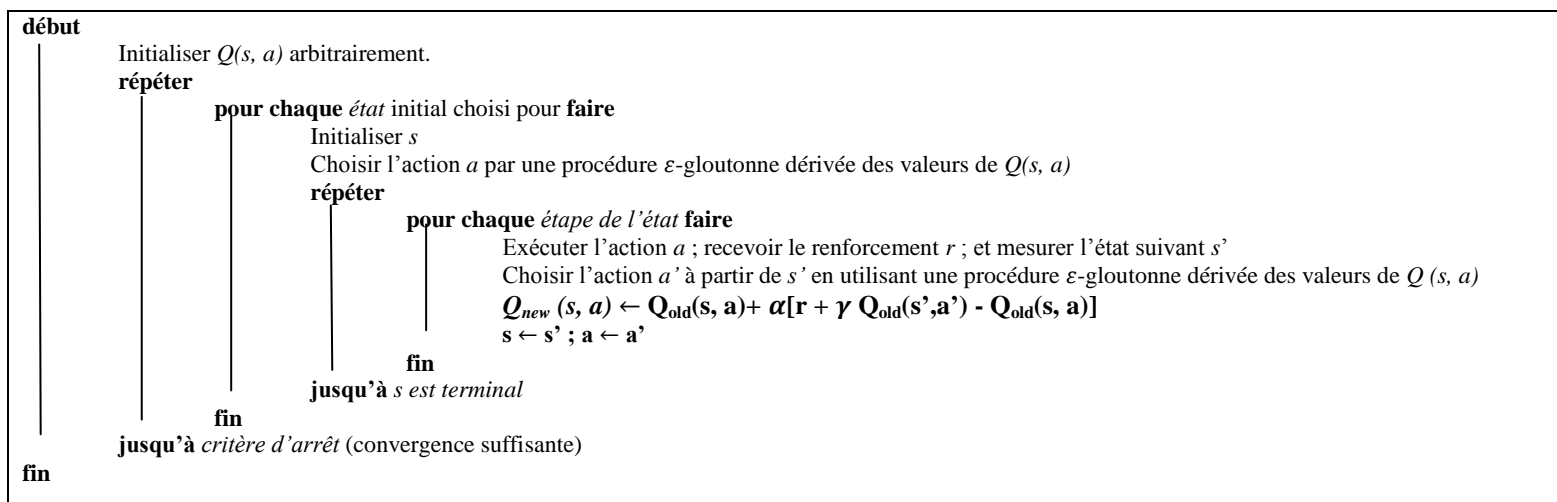 début
Initialiser Q(s, a) arbitrairement.
répéter
pour chaque état initial choisi pour faire
Initialiser s
Choisir l'action a par une procédure ε-gloutonne dérivée des valeurs de Q(s, a)
répéter
pour chaque étape de l'état faire
Exécuter l'action a ; recevoir le renforcement r ; et mesurer l'état suivant s'
Choisir l'action a' à partir de s' en utilisant une procédure ε-gloutonne dérivée des valeurs de Q (s, a)
Qnew (s, a) ← Qold(s, a)+ α[r + γ Qold(s',a') - Qold(s, a)]
s ← s' ; a ← a'
fin
jusqu'à s est terminal
fin
jusqu'à critère d'arrêt (convergence suffisante)
fin